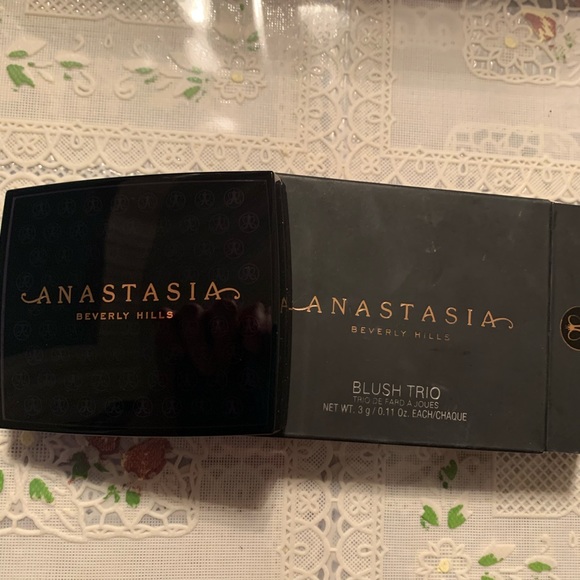 ANASTASIA
BEVERLY HILLS
ANASTASIA
BEVERLY HILLS
BLUSH TRIO
TRIO DE FARD À JOUES
NET WT. 3 g / 0.11 Oz. EACH/CHAQUE